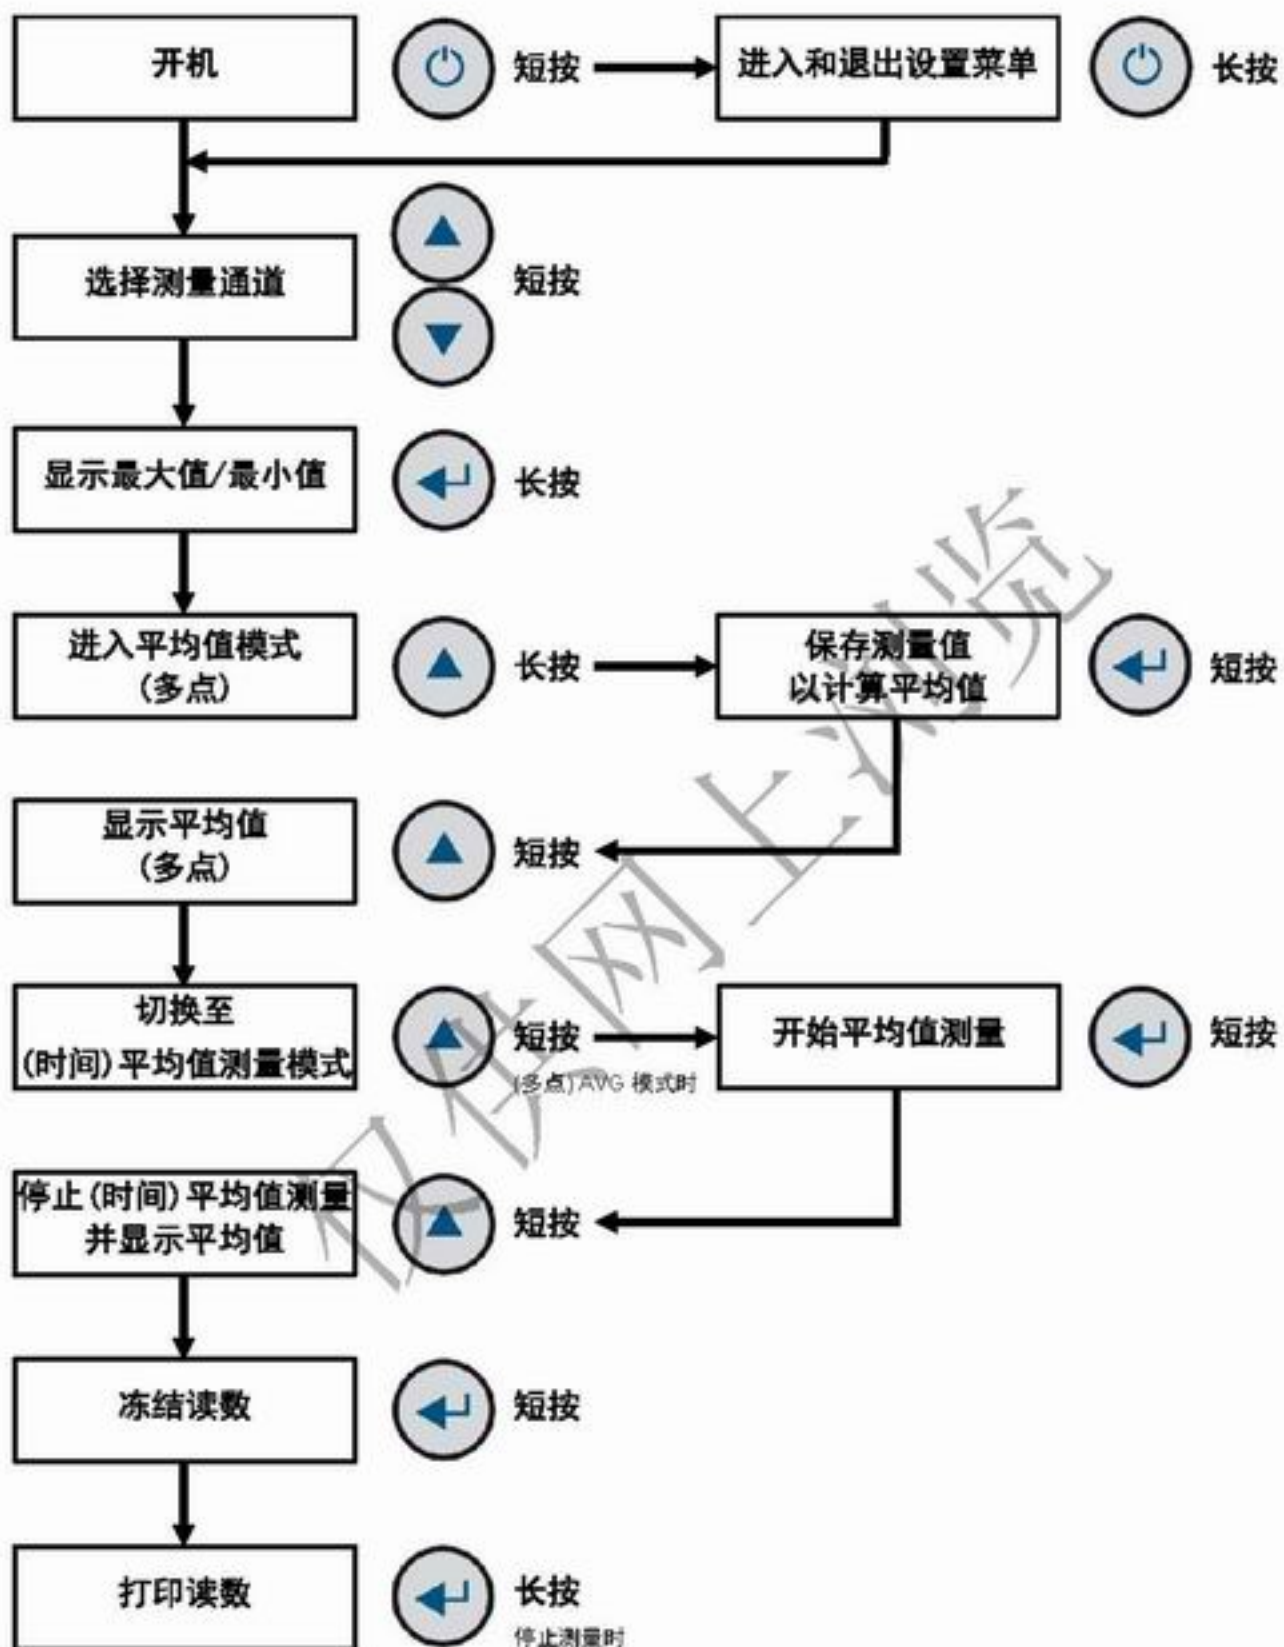 开机
短按
进入和退出设置菜单
长按
选择测量通道
短按
显示最大值/最小值
长按
进入平均值模式
(多点)
长按
保存测量值
以计算平均值
短按
显示平均值
(多点)
短按
切换至
(时间)平均值测量模式
短按
(多点)AVG 模式时
开始平均值测量
短按
停止(时间)平均值测量
并显示平均值
短按
冻结读数
短按
打印读数
长按
停止测量时
仅供网上浏览